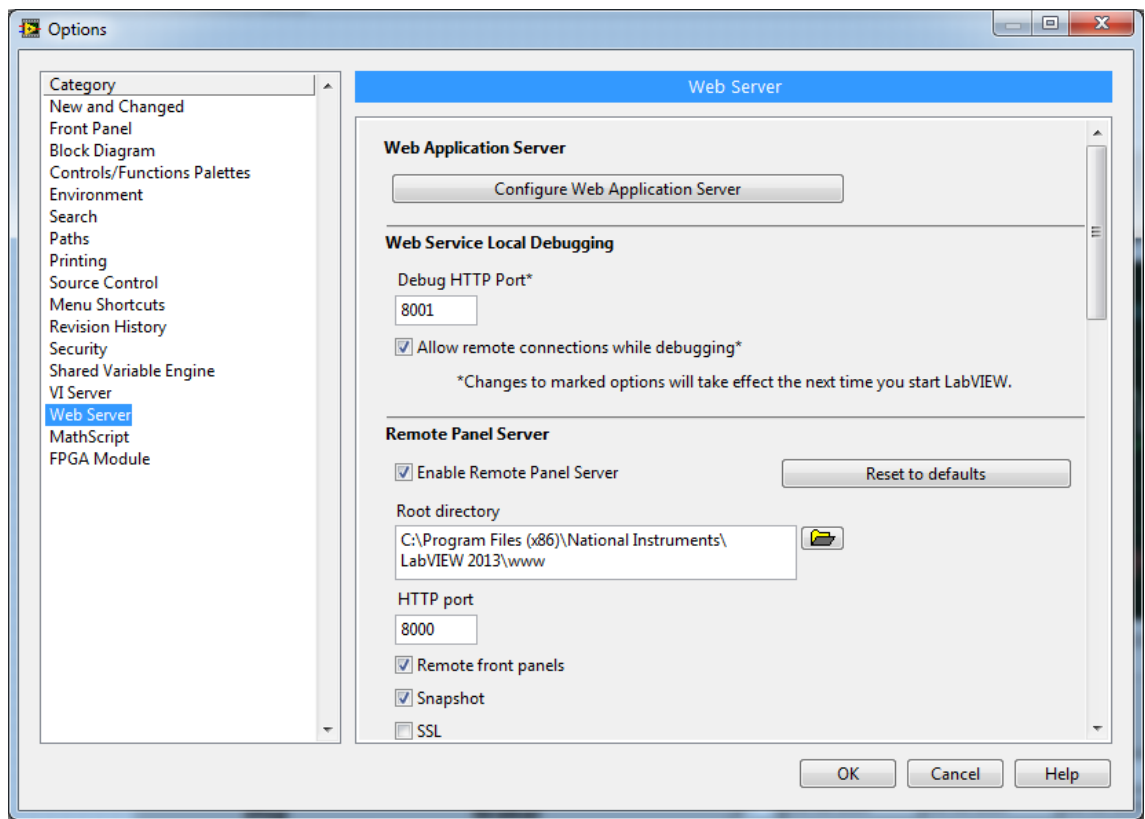 Options
Category
New and Changed
Front Panel
Block Diagram
Controls/Functions Palettes
Environment
Search
Paths
Printing
Source Control
Menu Shortcuts
Revision History
Security
Shared Variable Engine
VI Server
Web Server
MathScript
FPGA Module
Web Server
Web Application Server
Configure Web Application Server
Web Service Local Debugging
Debug HTTP Port*
8001
Allow remote connections while debugging*
*Changes to marked options will take effect the next time you start LabVIEW.
Remote Panel Server
Enable Remote Panel Server
Reset to defaults
Root directory
C:\Program Files (x86)\National Instruments\
LabVIEW 2013\www
HTTP port
8000
Remote front panels
Snapshot
SSL
OK
Cancel
Help